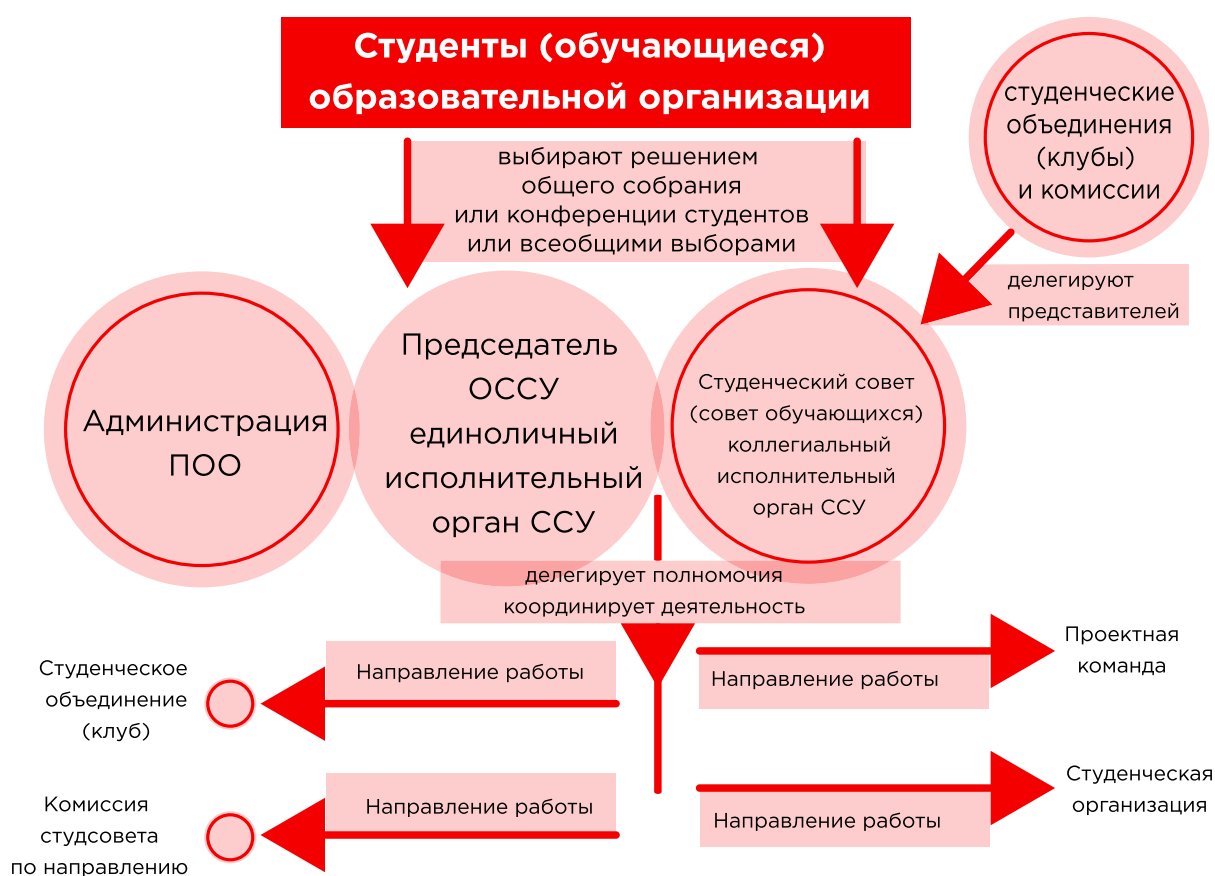 Студенты (обучающиеся)
образовательной организации
студенческие
объединения
(клубы)
и комиссии
выбирают решением
общего собрания
или конференции студентов
или всеобщими выборами
делегируют
представителей
Администрация
ПОО
Председатель
ОССУ
единоличный
исполнительный
орган ССУ
Студенческий совет
(совет обучающихся)
коллегиальный
исполнительный
орган ССУ
делегирует полномочия
координирует деятельность
Студенческое
объединение
(клуб)
Направление работы
Направление работы
Проектная
команда
Комиссия
студсовета
по направлению
Направление работы
Направление работы
Студенческая
организация